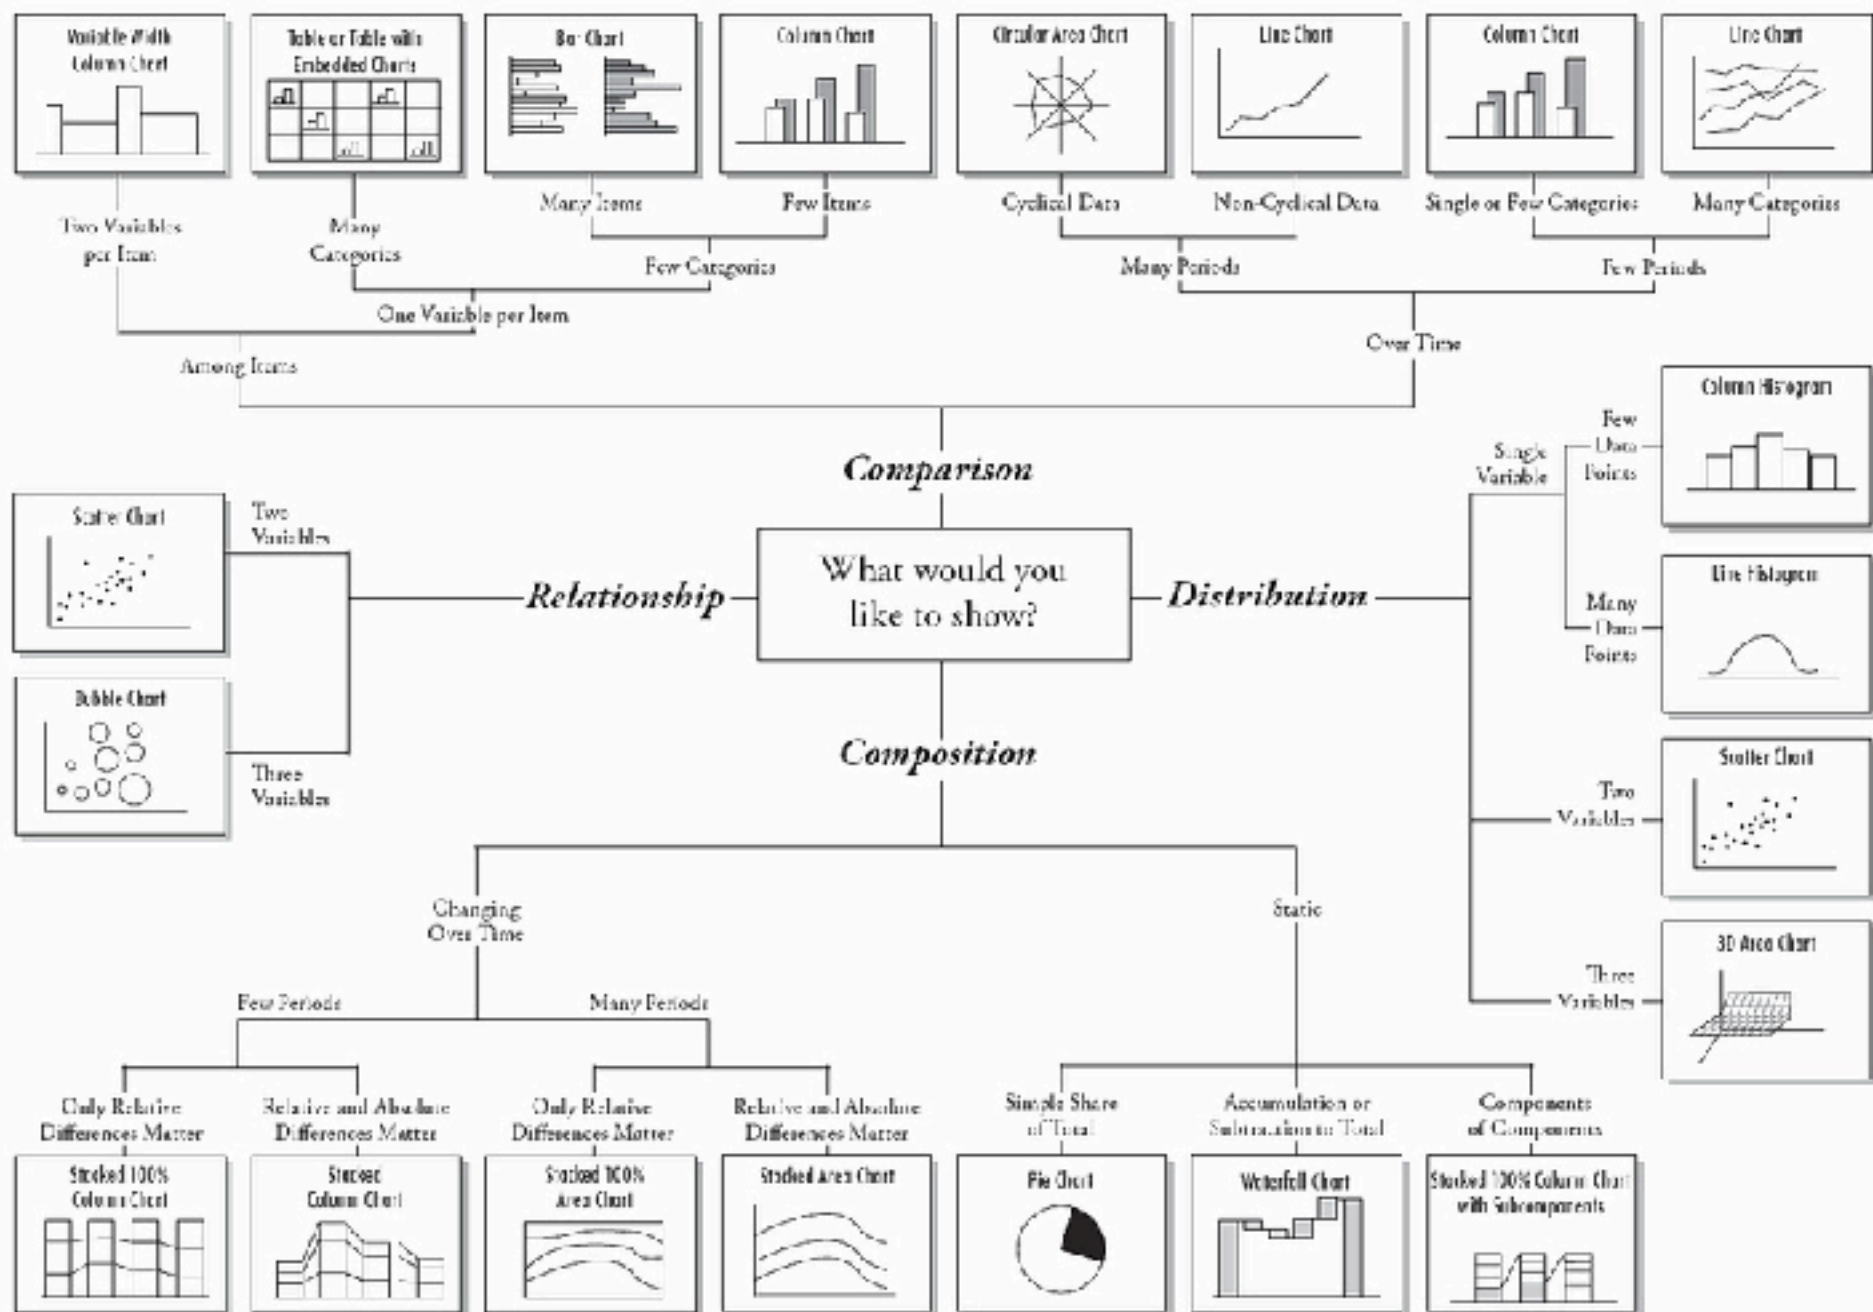 Variable Width
Column Chart
Table or Table with
Embedded Charts
Bar Chart
Column Chart
Circular Area Chart
Line Chart
Column Chart
Line Chart
Two Variables
per Item
Many
Categories
Many Items
Few Items
Cyclical Data
Non-Cyclical Data
Single or Few Categories
Many Categories
Few Categories
Many Periods
Few Periods
One Variable per Item
Over Time
Among Items
Comparison
What would you
like to show?
Relationship
Two
Variables
Scatter Chart
Bubble Chart
Three
Variables
Distribution
Single
Variable
Few
Data
Points
Column Histogram
Many
Data
Points
Line Histogram
Two
Variables
Scatter Chart
Three
Variables
3D Area Chart
Composition
Changing
Over Time
Static
Few Periods
Many Periods
Only Relative
Differences Matter
Relative and Absolute
Differences Matter
Only Relative
Differences Matter
Relative and Absolute
Differences Matter
Simple Share
of Total
Accumulation or
Subtraction to Total
Components
of Components
Stacked 100%
Column Chart
Stacked
Column Chart
Stacked 100%
Area Chart
Stacked Area Chart
Pie Chart
Waterfall Chart
Stacked 100% Column Chart
with Subcomponents